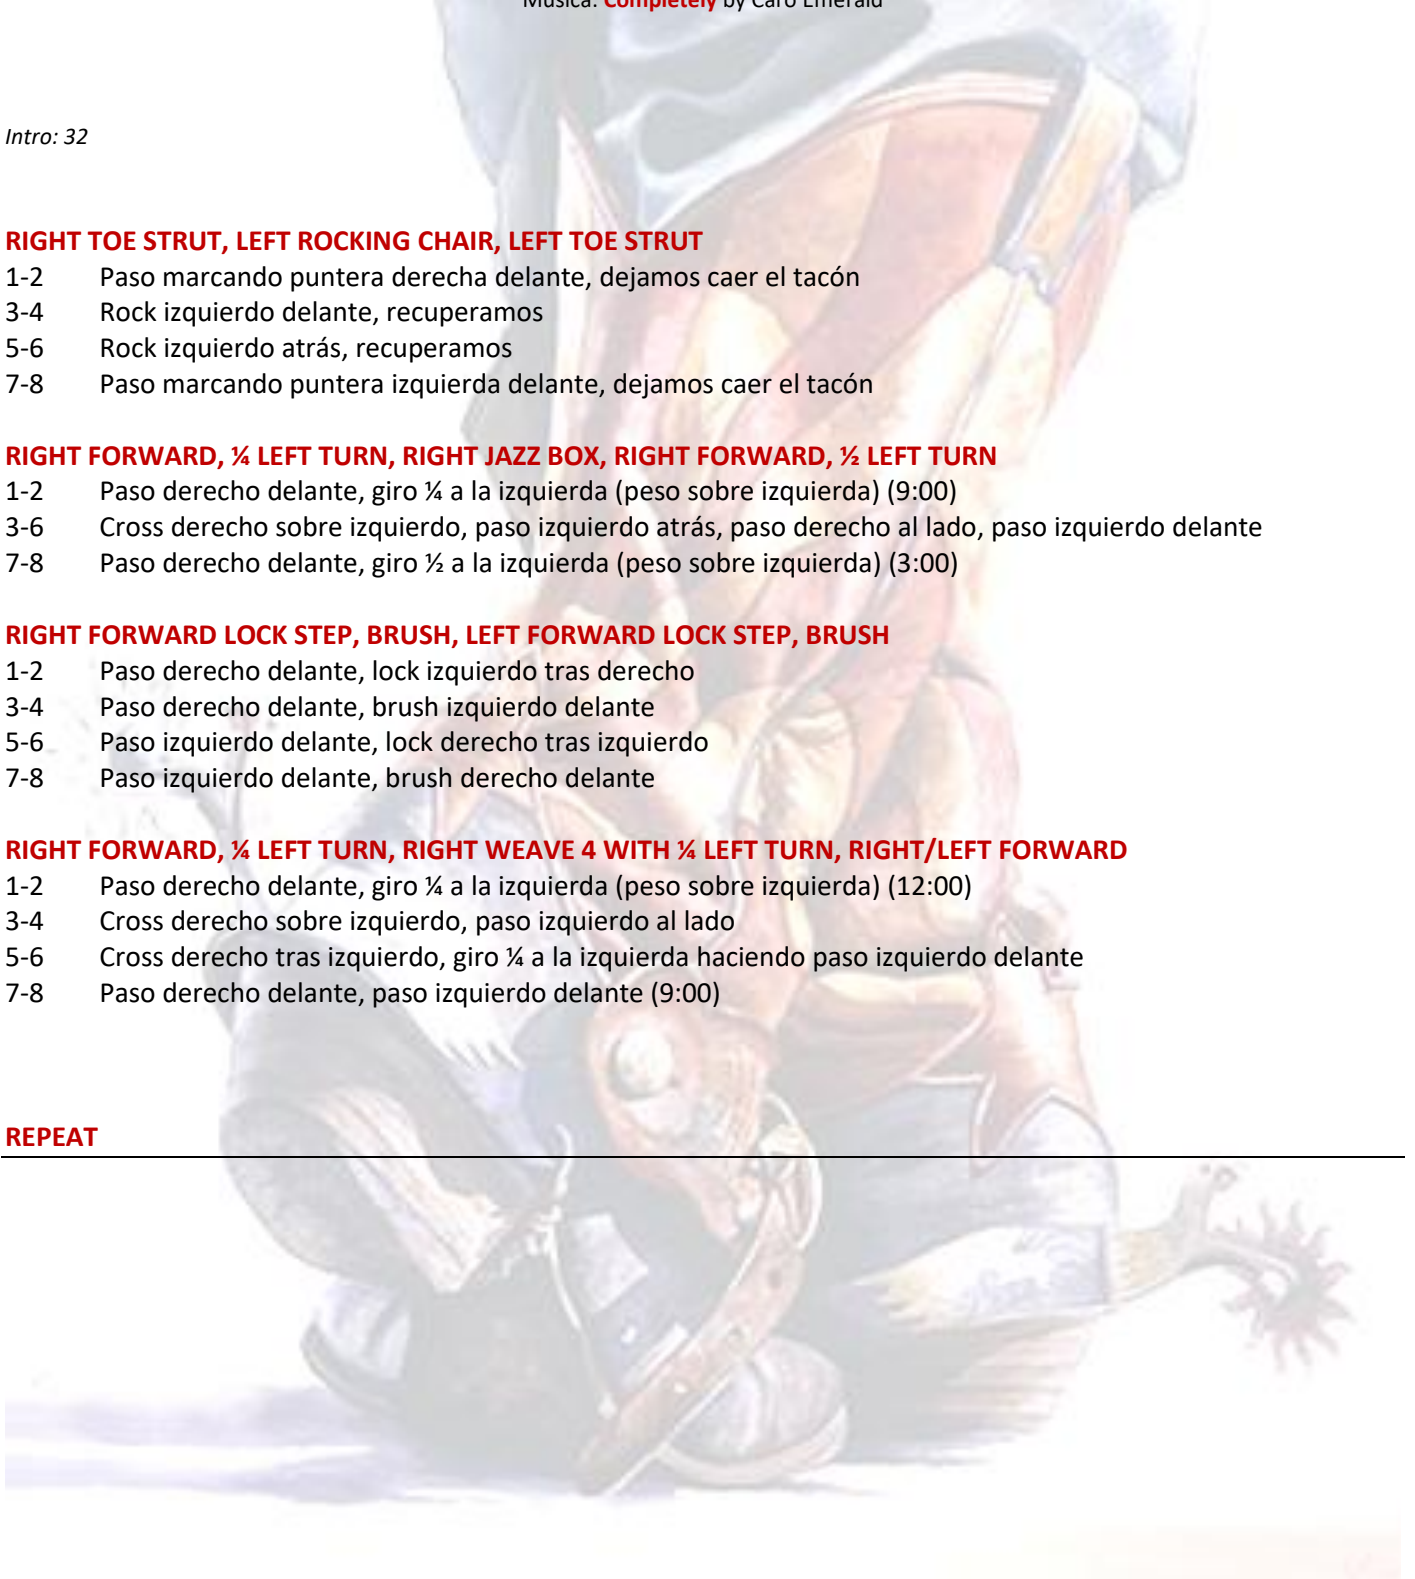 Música: Completely by Caro Emerald
Intro: 32
RIGHT TOE STRUT, LEFT ROCKING CHAIR, LEFT TOE STRUT
1-2 Paso marcando puntera derecha delante, dejamos caer el tacón
3-4 Rock izquierdo delante, recuperamos
5-6 Rock izquierdo atrás, recuperamos
7-8 Paso marcando puntera izquierda delante, dejamos caer el tacón
RIGHT FORWARD, ¼ LEFT TURN, RIGHT JAZZ BOX, RIGHT FORWARD, ½ LEFT TURN
1-2 Paso derecho delante, giro ¼ a la izquierda (peso sobre izquierda) (9:00)
3-6 Cross derecho sobre izquierdo, paso izquierdo atrás, paso derecho al lado, paso izquierdo delante
7-8 Paso derecho delante, giro ½ a la izquierda (peso sobre izquierda) (3:00)
RIGHT FORWARD LOCK STEP, BRUSH, LEFT FORWARD LOCK STEP, BRUSH
1-2 Paso derecho delante, lock izquierdo tras derecho
3-4 Paso derecho delante, brush izquierdo delante
5-6 Paso izquierdo delante, lock derecho tras izquierdo
7-8 Paso izquierdo delante, brush derecho delante
RIGHT FORWARD, ¼ LEFT TURN, RIGHT WEAVE 4 WITH ¼ LEFT TURN, RIGHT/LEFT FORWARD
1-2 Paso derecho delante, giro ¼ a la izquierda (peso sobre izquierda) (12:00)
3-4 Cross derecho sobre izquierdo, paso izquierdo al lado
5-6 Cross derecho tras izquierdo, giro ¼ a la izquierda haciendo paso izquierdo delante
7-8 Paso derecho delante, paso izquierdo delante (9:00)
REPEAT